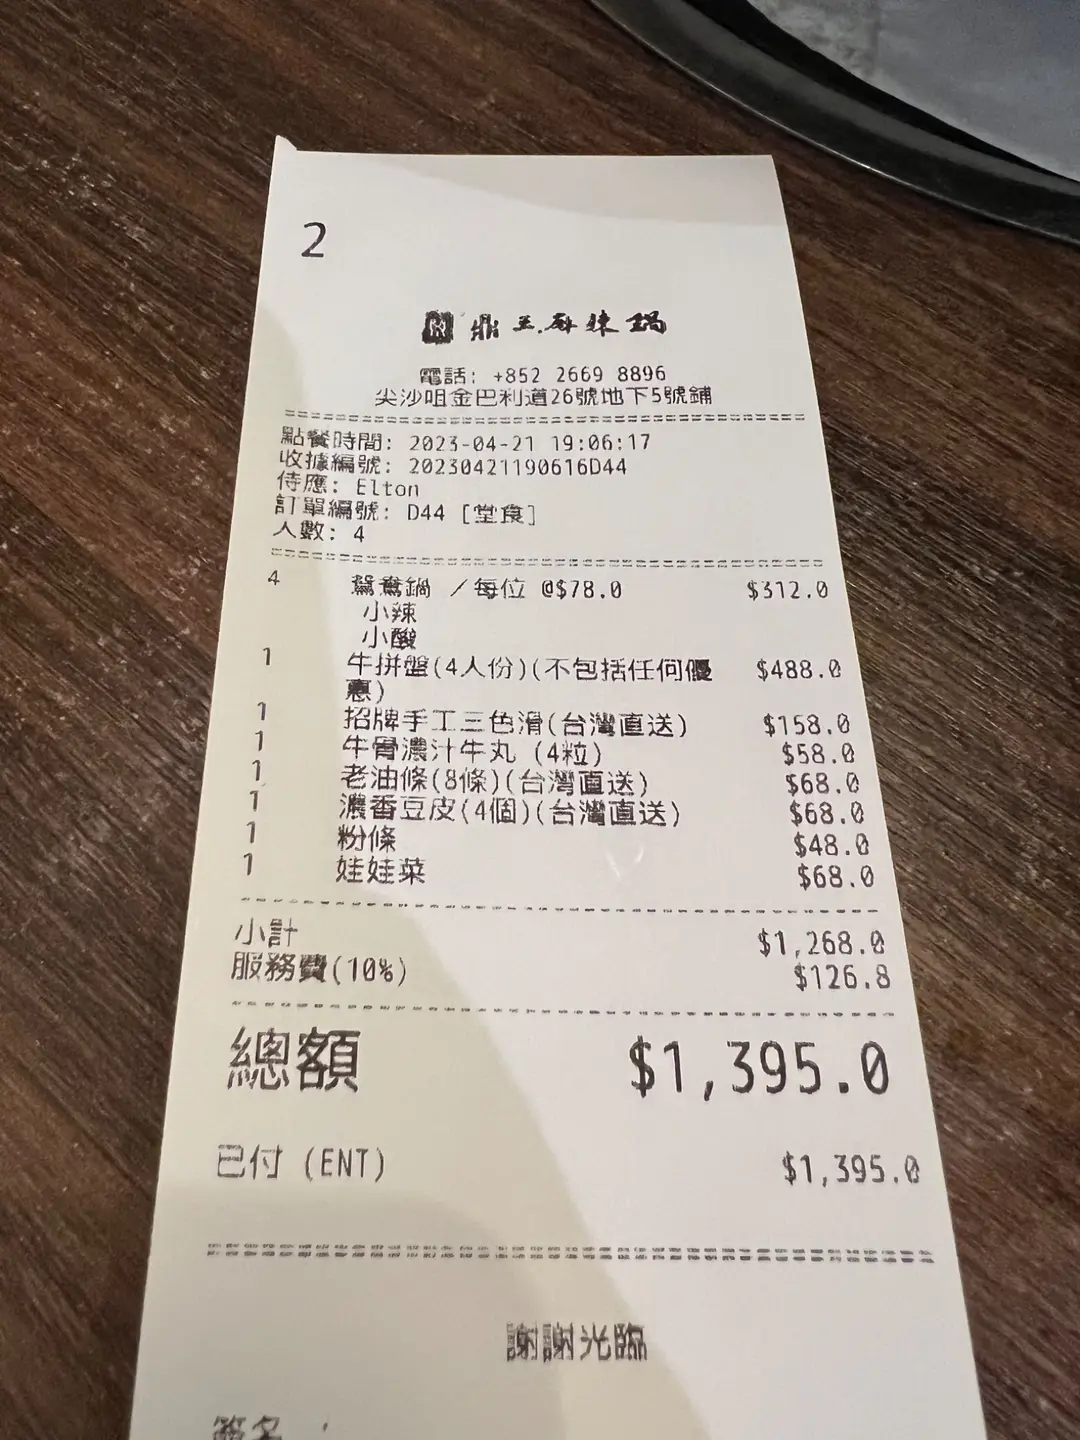 2
鼎王麻辣鍋
電話: +852 2669 8896
尖沙咀金巴利道26號地下5號鋪
點餐時間: 2023-04-21 19:06:17
收據編號: 20230421190616D44
侍應: Elton
訂單編號: D44 [堂食]
人數: 4
4 鴛鴦鍋 /每位 @$78.0 $312.0
小辣
小酸
1 牛拼盤(4人份)(不包括任何優 $488.0
惠)
1 招牌手工三色滑(台灣直送) $158.0
1 牛骨濃汁牛丸 (4粒) $58.0
1 老油條(8條)(台灣直送) $68.0
1 濃香豆皮(4個)(台灣直送) $68.0
1 粉條 $48.0
1 娃娃菜 $68.0
小計 $1,268.0
服務費(10%) $126.8
總額 $1,395.0
已付 (ENT) $1,395.0
謝謝光臨
簽名 :